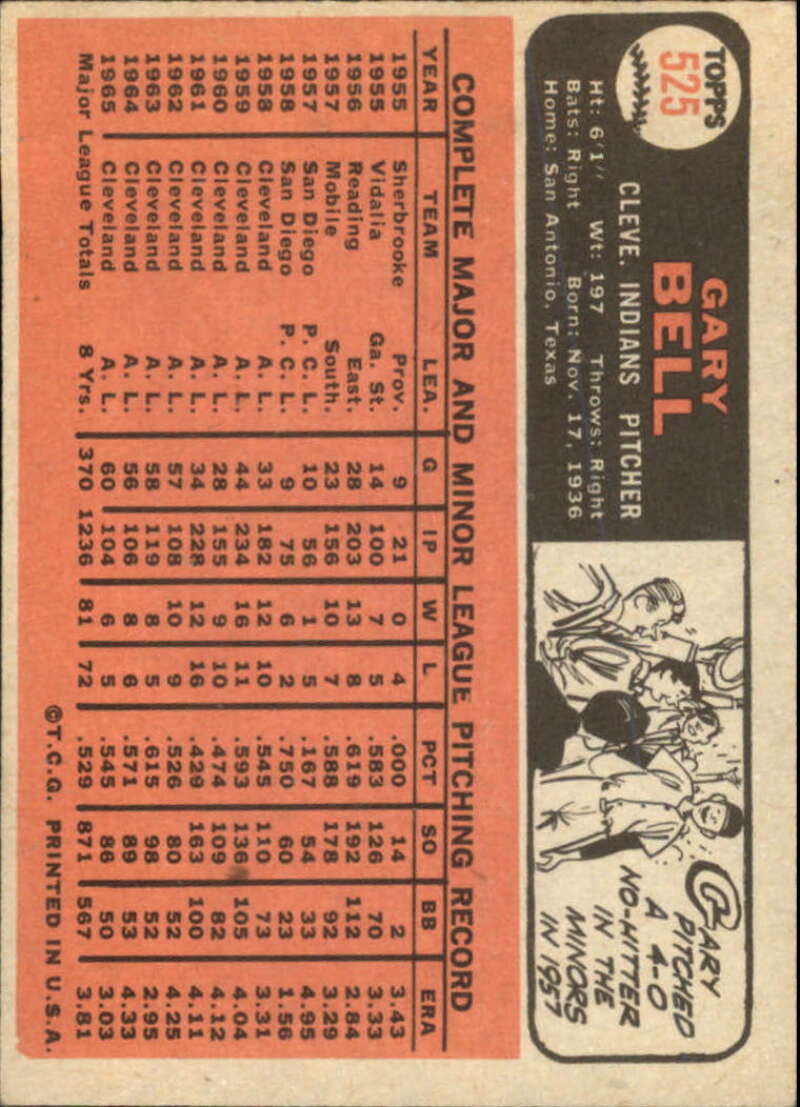 TOPPS
525
GARY
BELL
CLEVE. INDIANS PITCHER
Ht: 6'1" Wt: 197 Throws: Right
Bats: Right Born: Nov. 17, 1936
Home: San Antonio, Texas
GARY
PITCHED
A 4-0
NO-HITTER
IN THE
MINORS
IN 1957
COMPLETE MAJOR AND MINOR LEAGUE PITCHING RECORD
YEAR TEAM LEA. G IP W L PCT SO BB ERA
1955 Sherbrooke Prov. 9 21 0 4 .000 14 2 3.43
1955 Vidalia Ga. St. 14 100 7 5 .583 126 70 3.33
1956 Reading East. 28 203 13 8 .619 192 112 2.84
1957 Mobile South. 23 156 10 7 .588 178 92 3.29
1957 San Diego P. C. L. 10 56 1 5 .167 54 33 4.95
1958 San Diego P. C. L. 9 75 6 2 .750 60 23 1.56
1958 Cleveland A. L. 33 182 12 10 .545 110 73 3.31
1959 Cleveland A. L. 44 234 16 11 .593 136 105 4.04
1960 Cleveland A. L. 28 155 9 10 .474 109 82 4.12
1961 Cleveland A. L. 34 228 12 16 .429 163 100 4.11
1962 Cleveland A. L. 57 108 10 9 .526 80 52 4.25
1963 Cleveland A. L. 58 119 8 5 .615 98 52 2.95
1964 Cleveland A. L. 56 106 8 6 .571 89 53 4.33
1965 Cleveland A. L. 60 104 6 5 .545 86 50 3.03
Major League Totals 8 Yrs. 370 1236 81 72 .529 871 567 3.81
©T.C.G. PRINTED IN U.S.A.